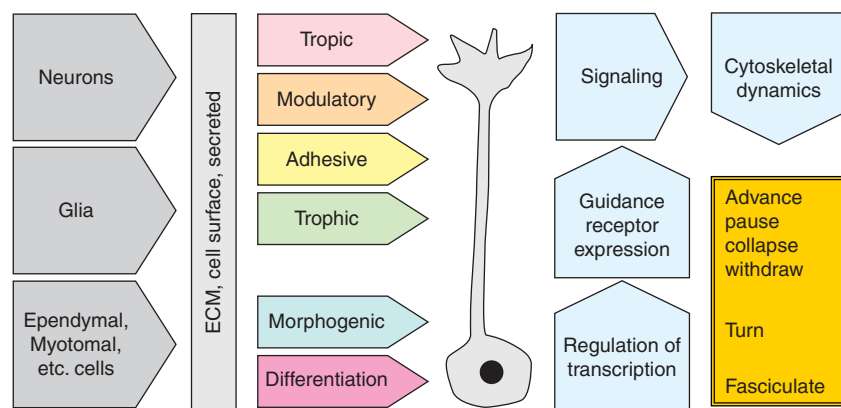 Neurons
Glia
Ependymal,
Myotomal,
etc. cells
ECM, cell surface, secreted
Tropic
Modulatory
Adhesive
Trophic
Morphogenic
Differentiation
Signaling
Guidance
receptor
expression
Regulation of
transcription
Cytoskeletal
dynamics
Advance
pause
collapse
withdraw
Turn
Fasciculate